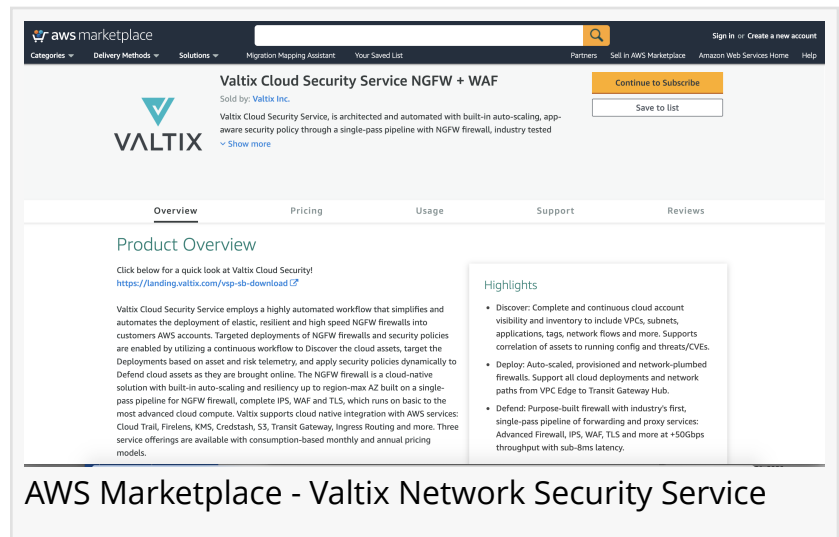 aws marketplace
Sign in or Create a new account
Categories Delivery Methods Solutions Migration Mapping Assistant Your Saved List Partners Sell in AWS Marketplace Amazon Web Services Home Help
VALTIX
Valtix Cloud Security Service NGFW + WAF
Sold by: Valtix Inc.
Valtix Cloud Security Service, is architected and automated with built-in auto-scaling, app-
aware security policy through a single-pass pipeline with NGFW firewall, industry tested
Show more
Continue to Subscribe
Save to list
Overview Pricing Usage Support Reviews
Product Overview
Click below for a quick look at Valtix Cloud Security!
https://landing.valtix.com/vsp-sb-download
Valtix Cloud Security Service employs a highly automated workflow that simplifies and
automates the deployment of elastic, resilient and high speed NGFW firewalls into
customers AWS accounts. Targeted deployments of NGFW firewalls and security policies
are enabled by utilizing a continuous workflow to Discover the cloud assets, target the
Deployments based on asset and risk telemetry, and apply security policies dynamically to
Defend cloud assets as they are brought online. The NGFW firewall is a cloud-native
solution with built-in auto-scaling and resiliency up to region-max AZ built on a single-
pass pipeline for NGFW firewall, complete IPS, WAF and TLS, which runs on basic to the
most advanced cloud compute. Valtix supports cloud native integration with AWS services:
Cloud Trail, Firelens, KMS, Credstash, S3, Transit Gateway, Ingress Routing and more. Three
service offerings are available with consumption-based monthly and annual pricing
models.
Highlights
• Discover: Complete and continuous cloud account
visibility and inventory to include VPCs, subnets,
applications, tags, network flows and more. Supports
correlation of assets to running config and threats/CVEs.
• Deploy: Auto-scaled, provisioned and network-plumbed
firewalls. Support all cloud deployments and network
paths from VPC Edge to Transit Gateway Hub.
• Defend: Purpose-built firewall with industry's first,
single-pass pipeline of forwarding and proxy services:
Advanced Firewall, IPS, WAF, TLS and more at +50Gbps
throughput with sub-8ms latency.
AWS Marketplace - Valtix Network Security Service